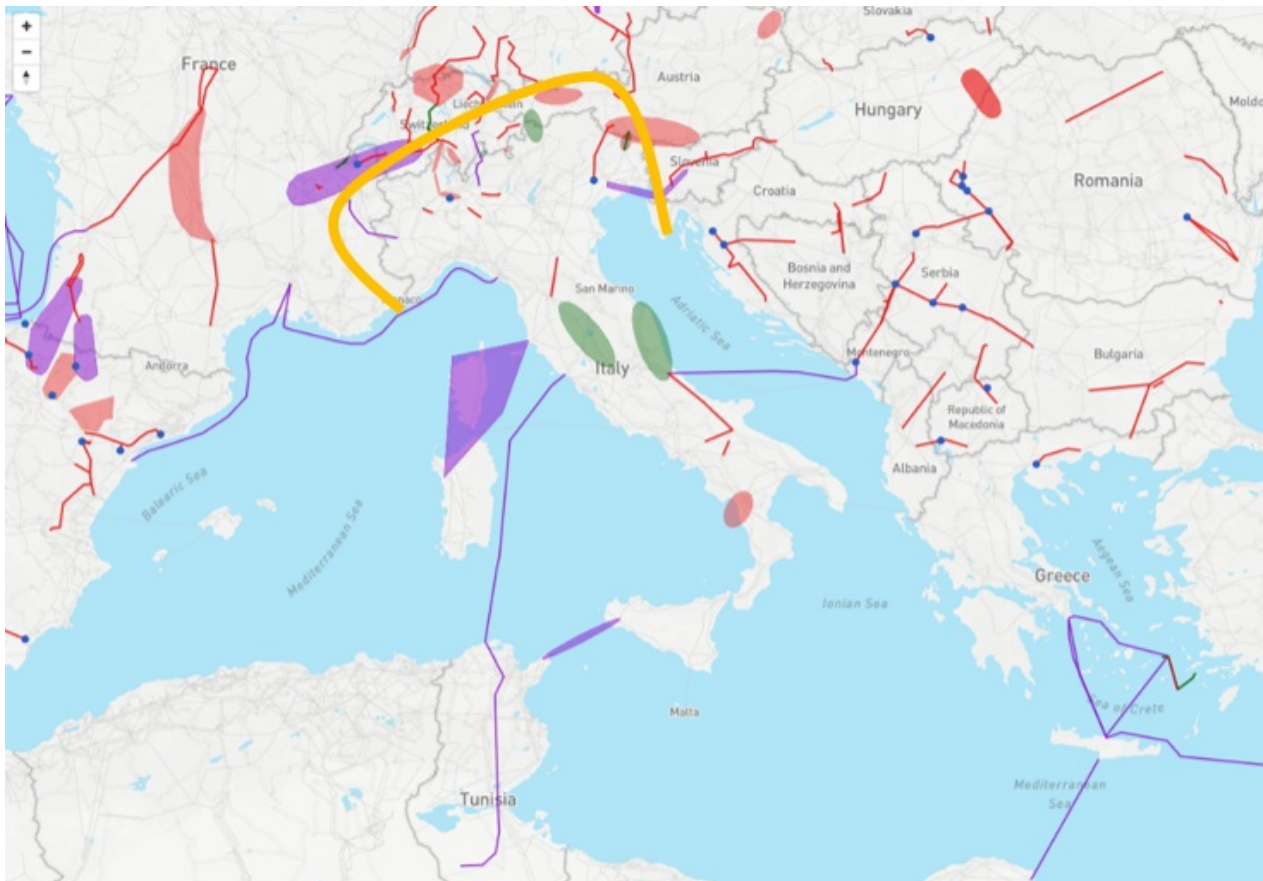 +
−
Slovakia
France
Austria
Hungary
Switzerland
Slovenia
Romania
Croatia
Bosnia and
Herzegovina
Serbia
San Marino
Adriatic Sea
Italy
Andorra
Montenegro
Bulgaria
Republic of
Macedonia
Albania
Balearic Sea
Mediterranean Sea
Aegean Sea
Greece
Ionian Sea
Sea of Crete
Malta
Mediterranean
Sea
Tunisia